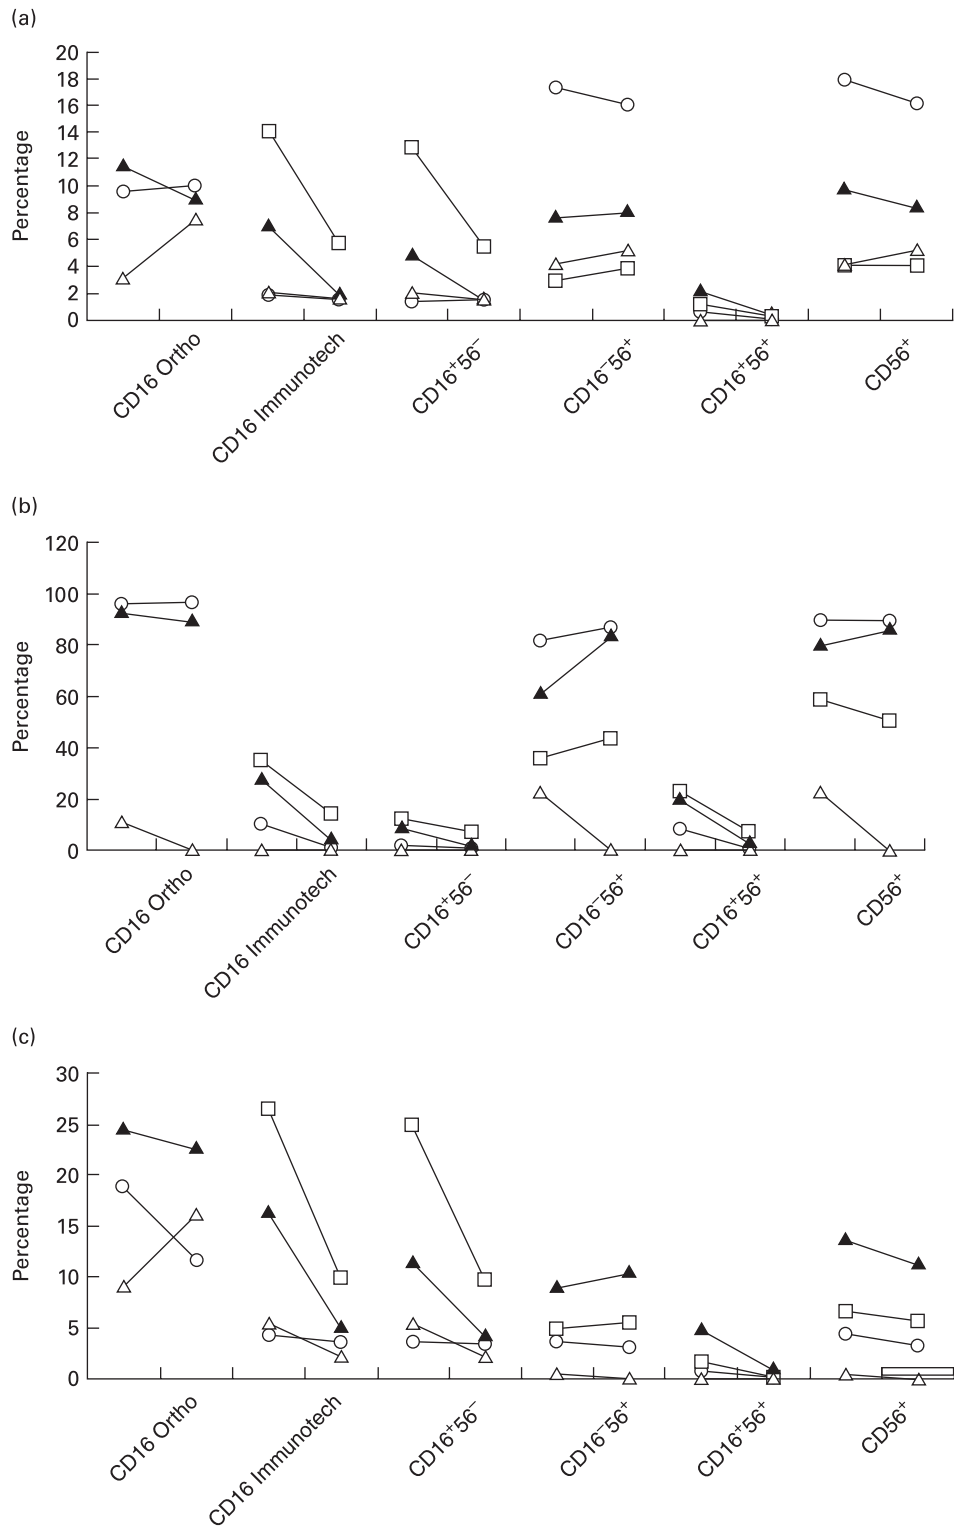 (a)
Percentage
20
18
16
14
12
10
8
6
4
2
0
CD16 Ortho
CD16 Immunotech
CD16⁺56⁻
CD16⁻56⁺
CD16⁺56⁺
CD56⁺
(b)
Percentage
120
100
80
60
40
20
0
CD16 Ortho
CD16 Immunotech
CD16⁺56⁻
CD16⁻56⁺
CD16⁺56⁺
CD56⁺
(c)
Percentage
30
25
20
15
10
5
0
CD16 Ortho
CD16 Immunotech
CD16⁺56⁻
CD16⁻56⁺
CD16⁺56⁺
CD56⁺